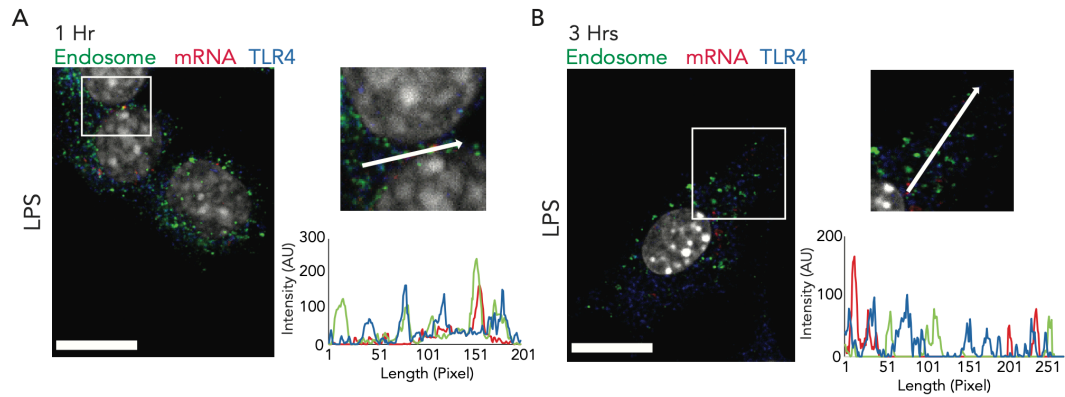 A
1 Hr
Endosome mRNA TLR4
LPS
Intensity (AU)
300
200
100
0
1 51 101 151 201
Length (Pixel)
B
3 Hrs
Endosome mRNA TLR4
LPS
Intensity (AU)
200
100
0
1 51 101 151 201 251
Length (Pixel)